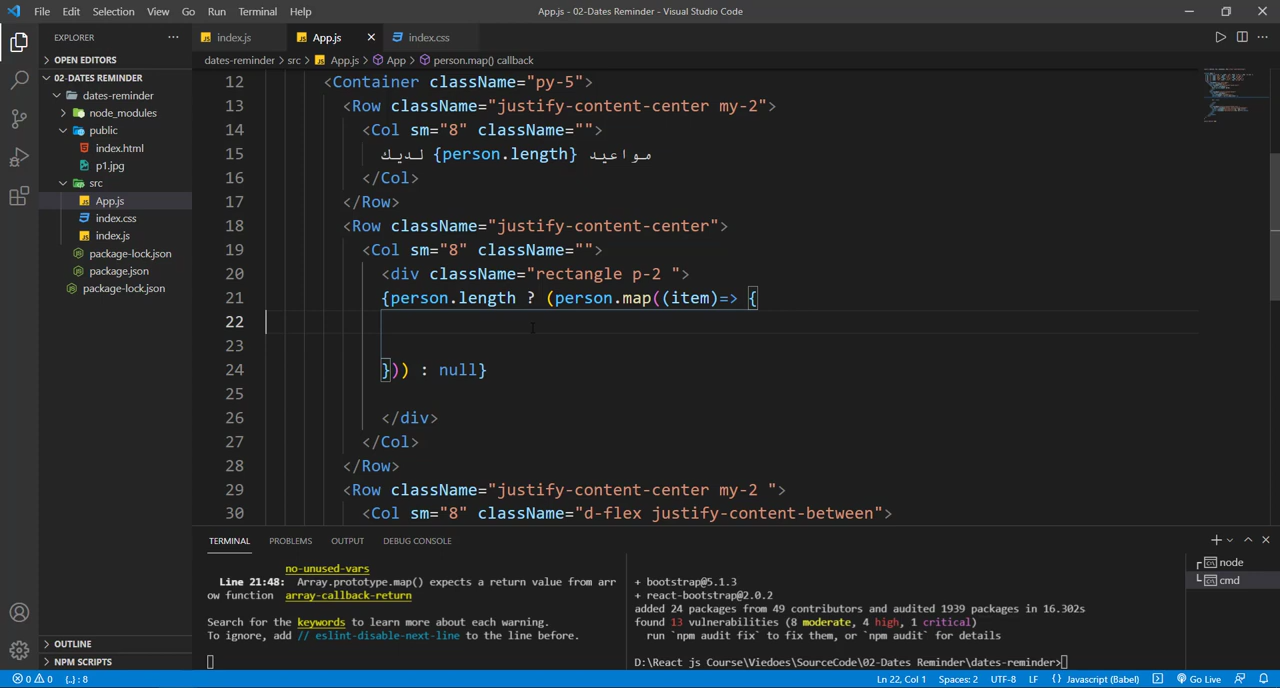 File Edit Selection View Go Run Terminal Help
App.js - 02-Dates Reminder - Visual Studio Code
EXPLORER
index.js
App.js
index.css
OPEN EDITORS
dates-reminder > src > App.js > App > person.map() callback
02-DATES REMINDER
dates-reminder
node_modules
public
index.html
p1.jpg
src
App.js
index.css
index.js
package-lock.json
package.json
package-lock.json
OUTLINE
NPM SCRIPTS
12 <Container className="py-5">
13 <Row className="justify-content-center my-2">
14 <Col sm="8" className="">
15 مواعيد {person.length} لديك
16 </Col>
17 </Row>
18 <Row className="justify-content-center">
19 <Col sm="8" className="">
20 <div className="rectangle p-2 ">
21 {person.length ? (person.map((item)=> {
22
23
24 })) : null}
25
26 </div>
27 </Col>
28 </Row>
29 <Row className="justify-content-center my-2 ">
30 <Col sm="8" className="d-flex justify-content-between">
TERMINAL PROBLEMS OUTPUT DEBUG CONSOLE
no-unused-vars
Line 21:48: Array.prototype.map() expects a return value from arr
ow function array-callback-return
Search for the keywords to learn more about each warning.
To ignore, add // eslint-disable-next-line to the line before.
+ bootstrap@5.1.3
+ react-bootstrap@2.0.2
added 24 packages from 49 contributors and audited 1939 packages in 16.302s
found 13 vulnerabilities (8 moderate, 4 high, 1 critical)
run `npm audit fix` to fix them, or `npm audit` for details
D:\React js Course\Viedoes\SourceCode\02-Dates Reminder\dates-reminder>
node
cmd
0 0 {..} : 8
Ln 22, Col 1 Spaces: 2 UTF-8 LF {} Javascript (Babel) Go Live